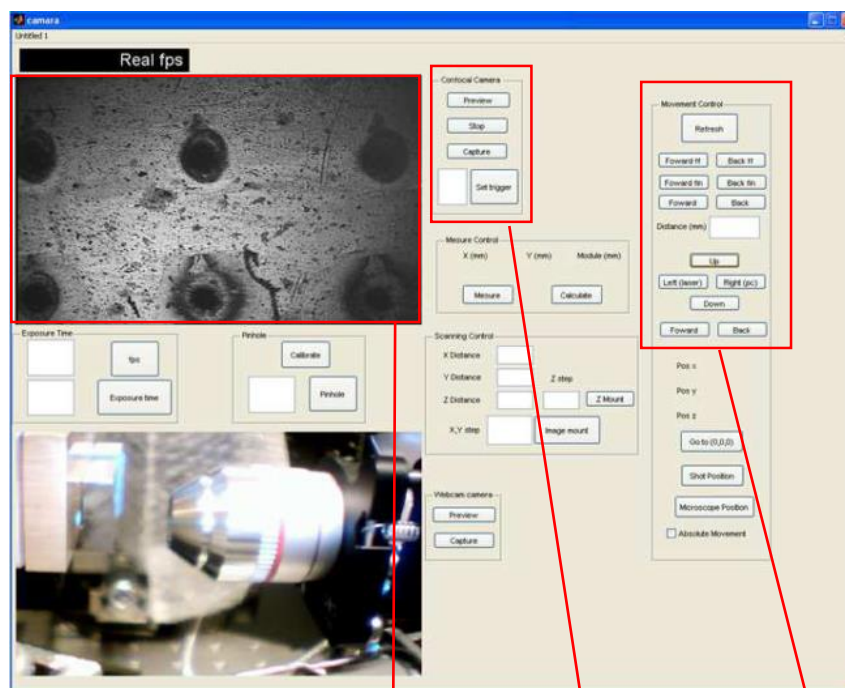 camara
Untitled 1
Real fps
Confocal Camera
Preview
Stop
Capture
Set trigger
Mesure Control
X (mm) Y (mm) Module (mm)
Mesure Calculate
Exposure Time
fps
Exposure time
Pinhole
Calibrate
Pinhole
Scanning Control
X Distance
Y Distance Z step
Z Distance Z Mount
X,Y step Image mount
Webcam camera
Preview
Capture
Movement Control
Refresh
Foward fff Back fff
Foward fin Back fin
Foward Back
Distance (mm)
Up
Left (laser) Right (pc)
Down
Foward Back
Pos x
Pos y
Pos z
Go to (0,0,0)
Shot Position
Microscope Position
Absolute Movement